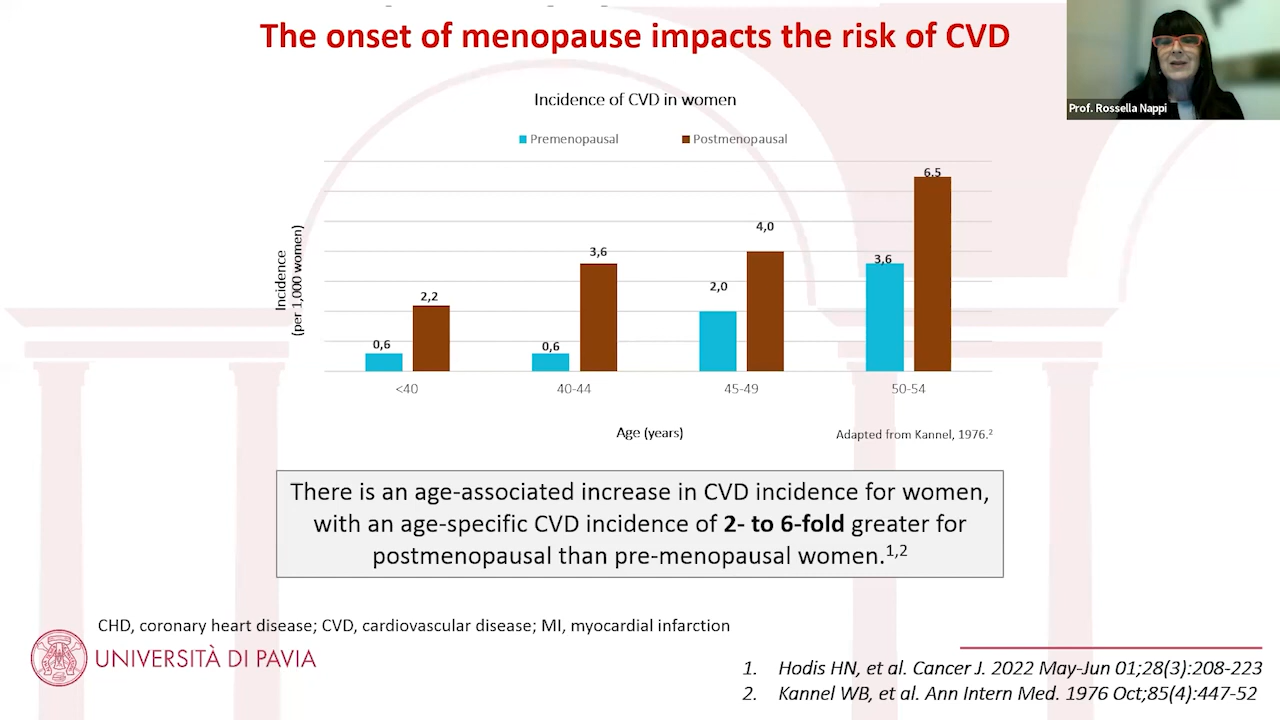 The onset of menopause impacts the risk of CVD
Prof. Rossella Nappi
Incidence of CVD in women
Premenopausal
Postmenopausal
Incidence
(per 1,000 women)
0,6
2,2
0,6
3,6
2,0
4,0
3,6
6.5
<40
40-44
45-49
50-54
Age (years)
Adapted from Kannel, 1976.²
There is an age-associated increase in CVD incidence for women,
with an age-specific CVD incidence of 2- to 6-fold greater for
postmenopausal than pre-menopausal women.¹,²
CHD, coronary heart disease; CVD, cardiovascular disease; MI, myocardial infarction
UNIVERSITÀ DI PAVIA
1. Hodis HN, et al. Cancer J. 2022 May-Jun 01;28(3):208-223
2. Kannel WB, et al. Ann Intern Med. 1976 Oct;85(4):447-52